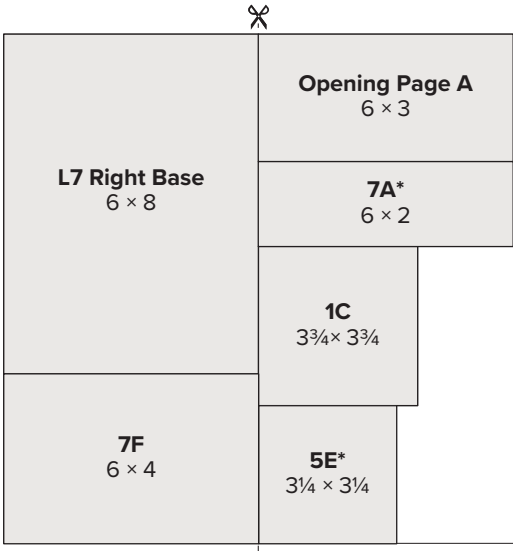 L7 Right Base
6 × 8
Opening Page A
6 × 3
7A*
6 × 2
1C
3¾× 3¾
7F
6 × 4
5E*
3¼ × 3¼